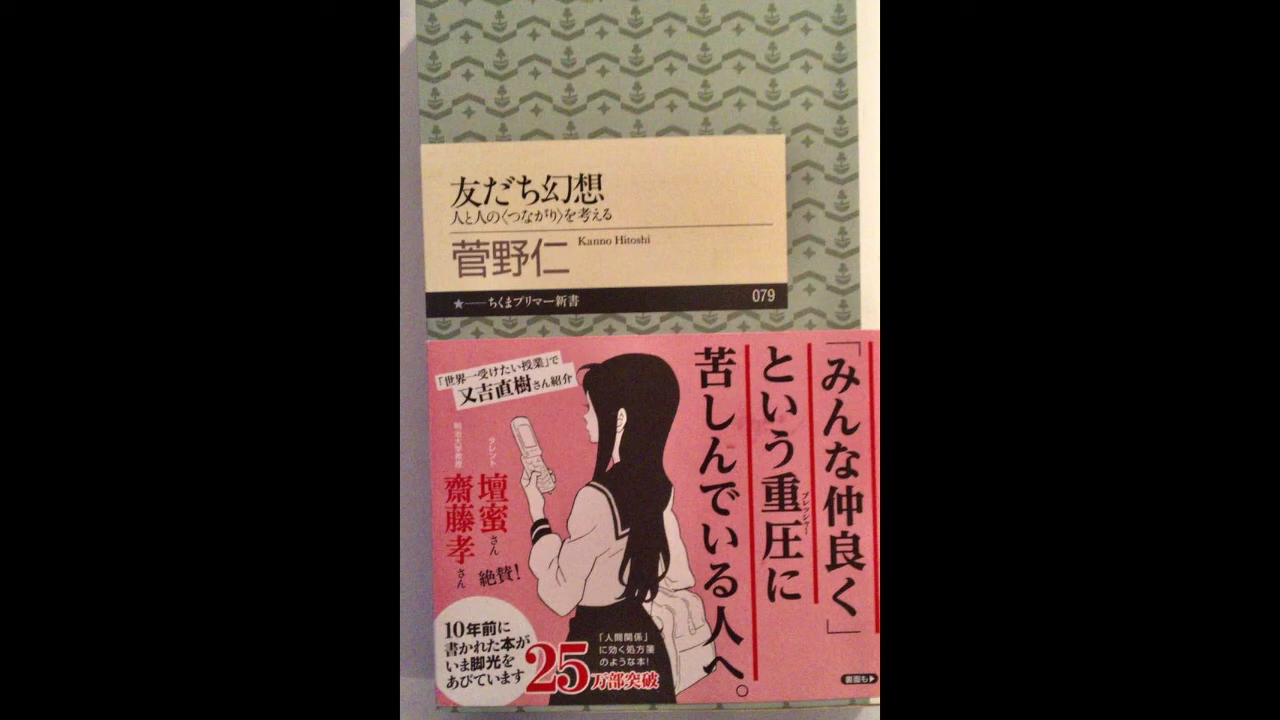 友だち幻想
人と人の〈つながり〉を考える
菅野仁
Kanno Hitoshi
★──ちくまプリマー新書
079
「みんな仲良く」
という重圧に
プレッシャー
苦しんでいる人へ。
「世界一受けたい授業」で
又吉直樹さん紹介
タレント
壇蜜さん
明治大学教授
齋藤孝さん
絶賛!
10年前に
書かれた本が
いま脚光を
あびています
「人間関係」
に効く処方箋
のような本!
25万部突破
裏面も▶